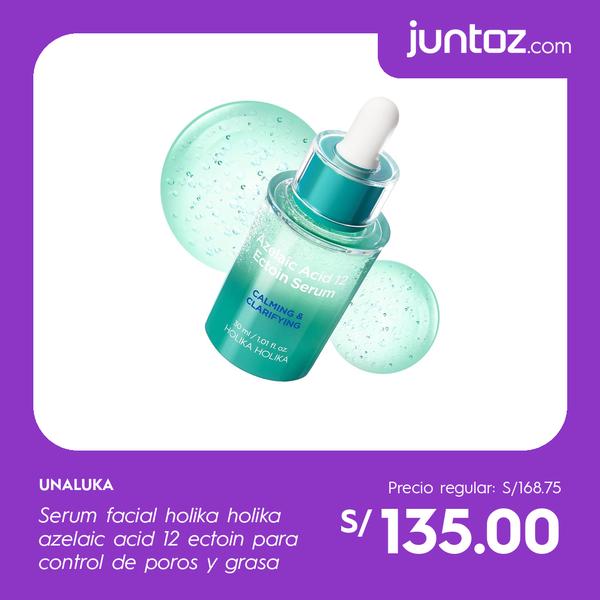 juntoz.com
Azelaic Acid 12
Ectoin Serum
CALMING &
CLARIFYING
30 ml / 1.01 fl. oz.
HOLIKA HOLIKA
UNALUKA
Serum facial holika holika
azelaic acid 12 ectoin para
control de poros y grasa
Precio regular: S/168.75
S/ 135.00